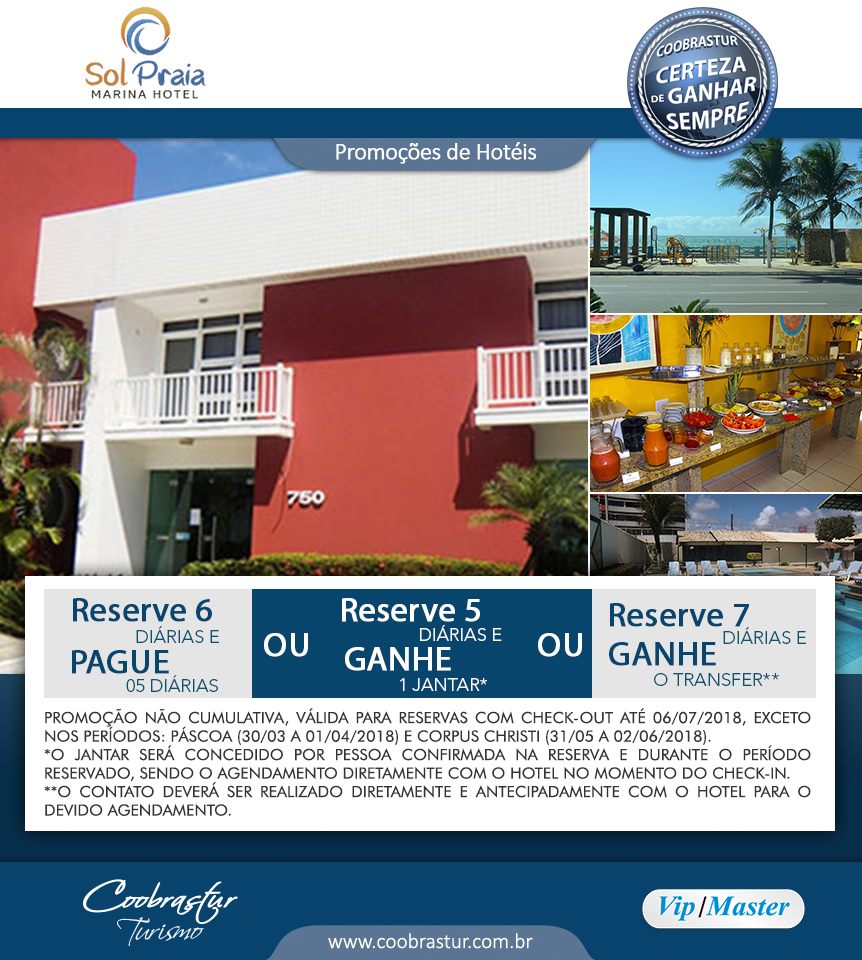 Sol Praia
MARINA HOTEL
COOBRASTUR
CERTEZA
DE GANHAR
SEMPRE
Promoções de Hotéis
750
Reserve 6
DIÁRIAS E
PAGUE
05 DIÁRIAS
OU
Reserve 5
DIÁRIAS E
GANHE
1 JANTAR*
OU
Reserve 7
DIÁRIAS E
GANHE
O TRANSFER**
PROMOÇÃO NÃO CUMULATIVA, VÁLIDA PARA RESERVAS COM CHECK-OUT ATÉ 06/07/2018, EXCETO
NOS PERÍODOS: PÁSCOA (30/03 A 01/04/2018) E CORPUS CHRISTI (31/05 A 02/06/2018).
*O JANTAR SERÁ CONCEDIDO POR PESSOA CONFIRMADA NA RESERVA E DURANTE O PERÍODO
RESERVADO, SENDO O AGENDAMENTO DIRETAMENTE COM O HOTEL NO MOMENTO DO CHECK-IN.
**O CONTATO DEVERÁ SER REALIZADO DIRETAMENTE E ANTECIPADAMENTE COM O HOTEL PARA O
DEVIDO AGENDAMENTO.
Coobrastur
Turismo
www.coobrastur.com.br
Vip/Master